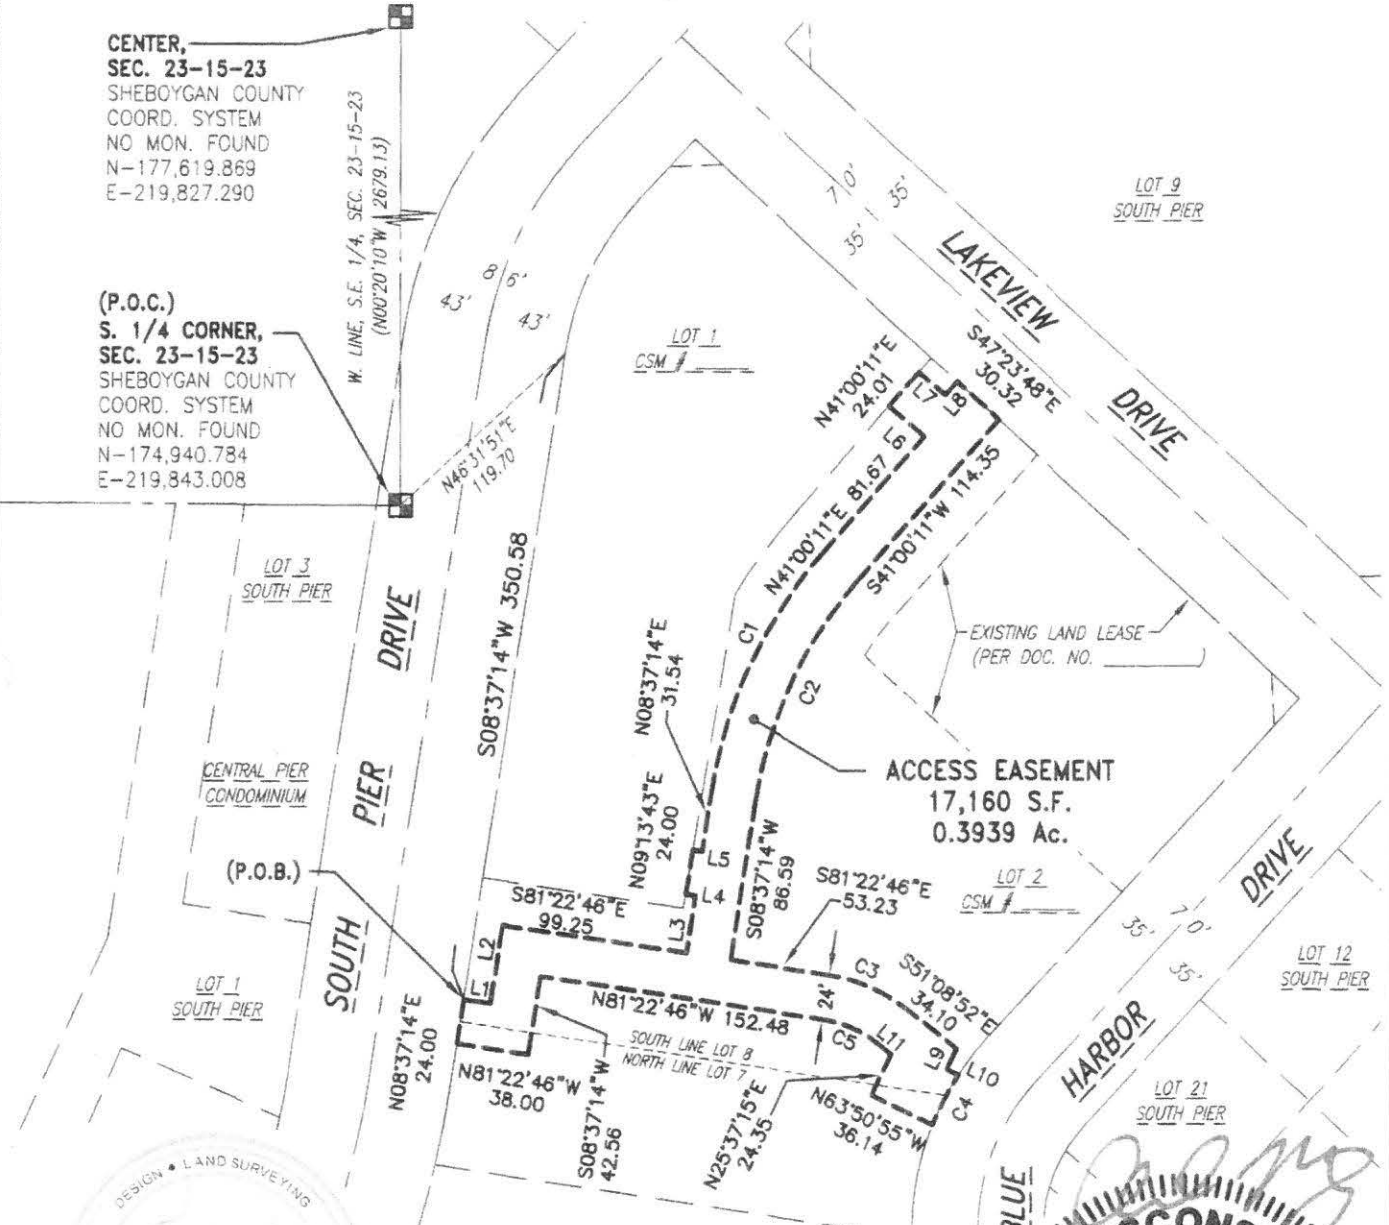 CENTER,
SEC. 23-15-23
SHEBOYGAN COUNTY
COORD. SYSTEM
NO MON. FOUND
N-177,619.869
E-219,827.290
W. LINE, S.E. 1/4, SEC. 23-15-23
(N00°20'10"W 2679.13)
(P.O.C.)
S. 1/4 CORNER,
SEC. 23-15-23
SHEBOYGAN COUNTY
COORD. SYSTEM
NO MON. FOUND
N-174,940.784
E-219,843.008
N46°31'51"E
119.70
43'
86'
43'
LOT 1
CSM # ______
70'
35'
35'
LAKEVIEW
DRIVE
LOT 9
SOUTH PIER
S47°23'48"E
30.32
N41°00'11"E
24.01
L7
L8
L6
N41°00'11"E 81.67
S41°00'11"W 114.35
C1
C2
EXISTING LAND LEASE
(PER DOC. NO. ________)
LOT 3
SOUTH PIER
SOUTH PIER DRIVE
S08°37'14"W 350.58
N08°37'14"E
31.54
N09°13'43"E
24.00
L5
L4
L3
S08°37'14"W
86.59
ACCESS EASEMENT
17,160 S.F.
0.3939 Ac.
CENTRAL PIER
CONDOMINIUM
(P.O.B.)
S81°22'46"E
99.25
L2
L1
S81°22'46"E
53.23
LOT 2
CSM # ______
LOT 1
SOUTH PIER
N08°37'14"E
24.00
N81°22'46"W
38.00
S08°37'14"W
42.56
N81°22'46"W 152.48
24'
C3
C5
L11
S51°08'52"E
34.10
L9
L10
C4
SOUTH LINE LOT 8
NORTH LINE LOT 7
N25°37'15"E
24.35
N63°50'55"W
36.14
70'
35'
35'
HARBOR
DRIVE
LOT 12
SOUTH PIER
LOT 21
SOUTH PIER
BLUE
DESIGN • LAND SURVEYING